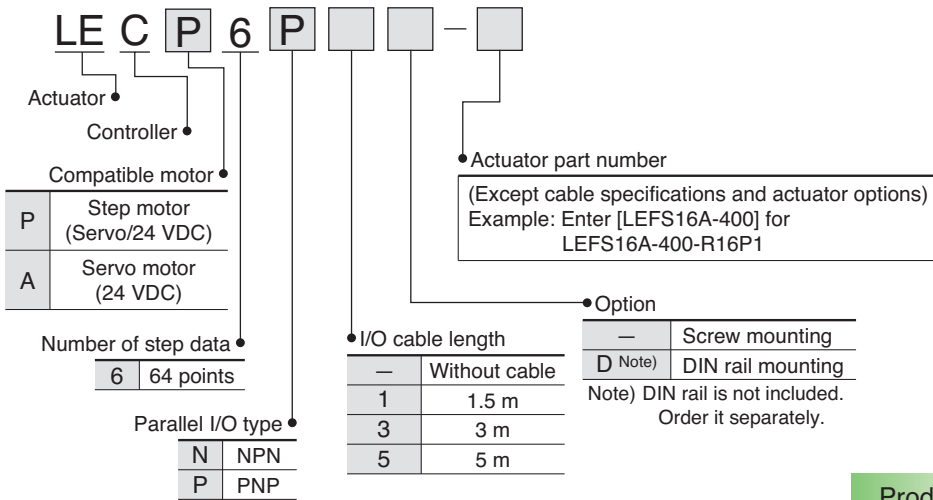 LE C P 6 P –
Actuator
Controller
Compatible motor
P Step motor (Servo/24 VDC)
A Servo motor (24 VDC)
Number of step data
6 64 points
Parallel I/O type
N NPN
P PNP
I/O cable length
— Without cable
1 1.5 m
3 3 m
5 5 m
Actuator part number
(Except cable specifications and actuator options)
Example: Enter [LEFS16A-400] for
LEFS16A-400-R16P1
Option
— Screw mounting
D Note) DIN rail mounting
Note) DIN rail is not included.
Order it separately.